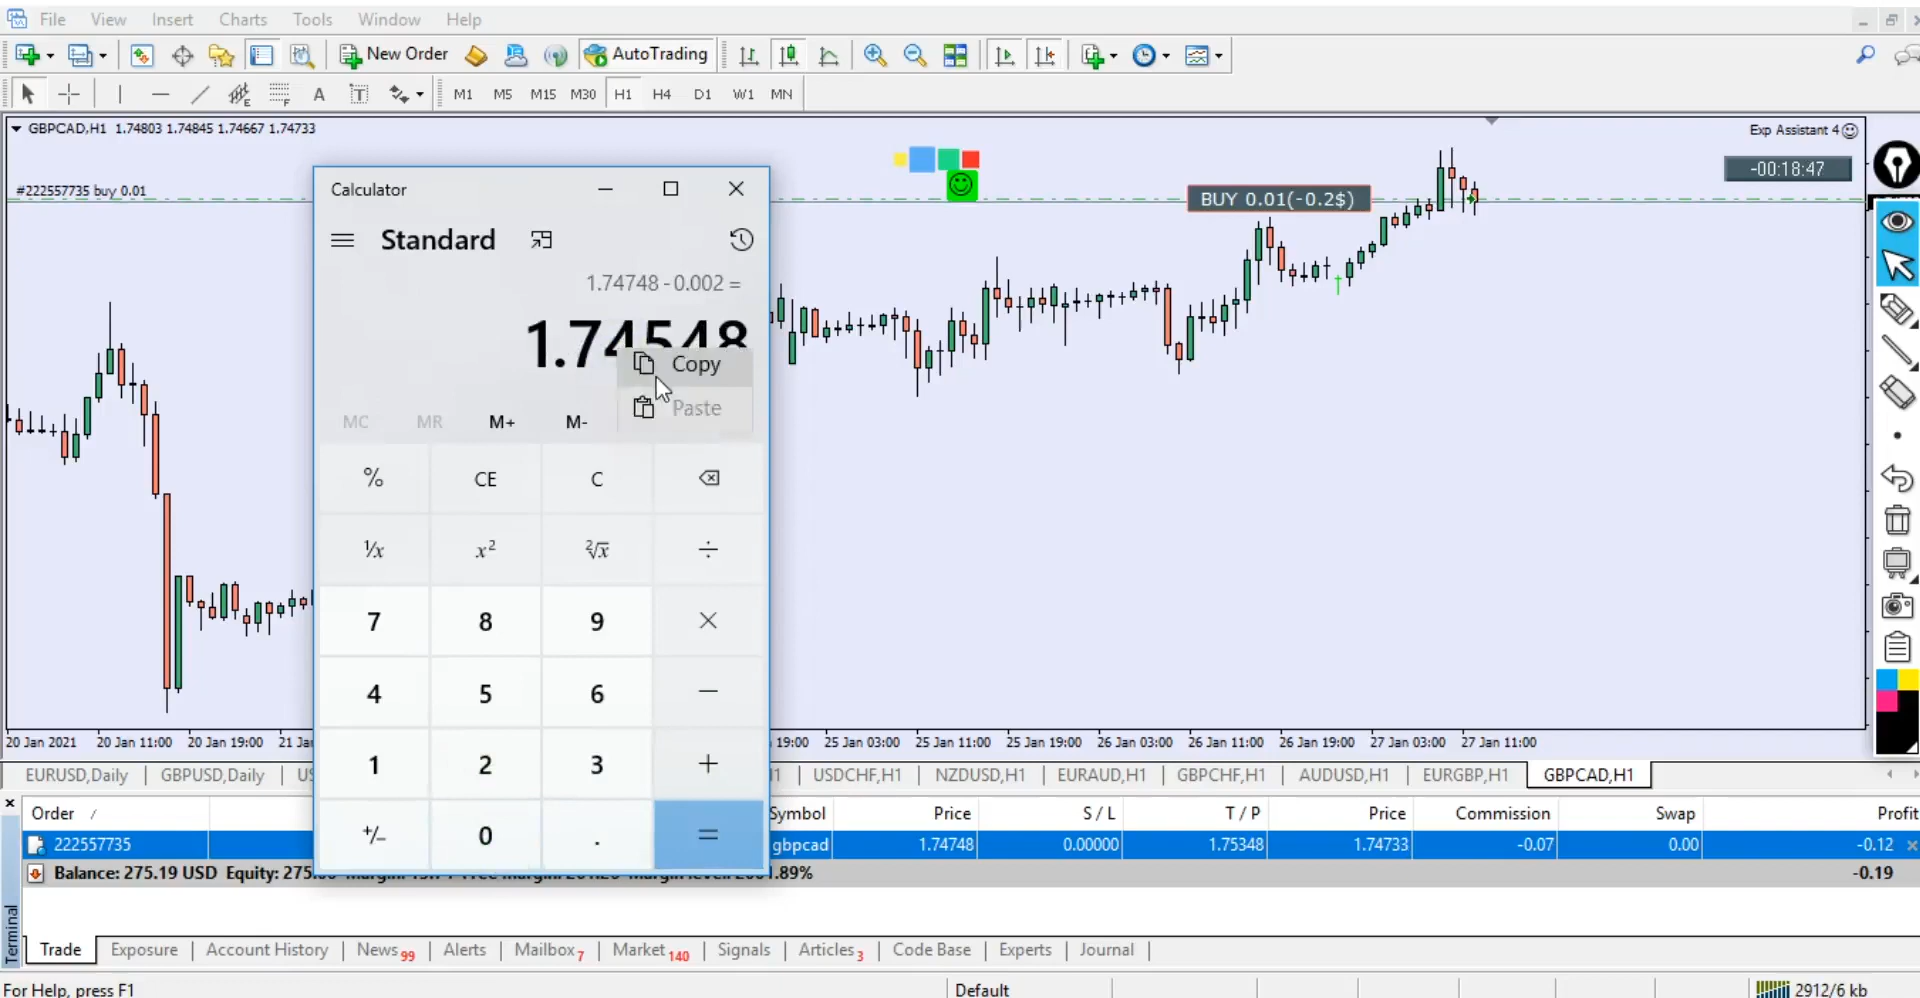 File View Insert Charts Tools Window Help
New Order AutoTrading
A T M1 M5 M15 M30 H1 H4 D1 W1 MN
GBPCAD,H1 1.74803 1.74845 1.74667 1.74733
Exp Assistant 4
-00:18:47
#222557735 buy 0.01
BUY 0.01(-0.2$)
Calculator
Standard
1.74748 - 0.002 =
1.74548
Copy
Paste
MC MR M+ M-
% CE C
¹/x x² ²√x ÷
7 8 9 ×
4 5 6 −
1 2 3 +
+/− 0 . =
20 Jan 2021 20 Jan 11:00 20 Jan 19:00 21 19:00 25 Jan 03:00 25 Jan 11:00 25 Jan 19:00 26 Jan 03:00 26 Jan 11:00 26 Jan 19:00 27 Jan 03:00 27 Jan 11:00
EURUSD,Daily GBPUSD,Daily USDCHF,H1 NZDUSD,H1 EURAUD,H1 GBPCHF,H1 AUDUSD,H1 EURGBP,H1 GBPCAD,H1
Order / Symbol Price S / L T / P Price Commission Swap Profit
222557735 gbpcad 1.74748 0.00000 1.75348 1.74733 -0.07 0.00 -0.12
Balance: 275.19 USD Equity: -0.19
Terminal
Trade Exposure Account History News 99 Alerts Mailbox 7 Market 140 Signals Articles 3 Code Base Experts Journal
For Help, press F1 Default 2912/6 kb